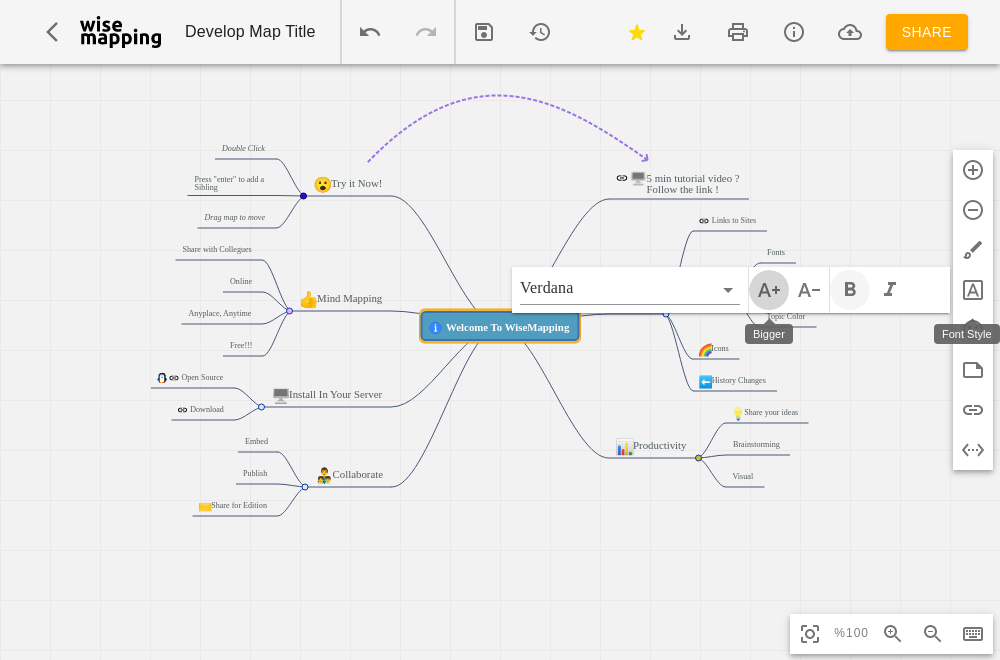 wise
mapping
Develop Map Title
SHARE
Double Click
Press "enter" to add a
Sibling
Drag map to move
Try it Now!
5 min tutorial video ?
Follow the link !
Links to Sites
Fonts
Share with Collegues
Online
Anyplace, Anytime
Free!!!
Mind Mapping
Verdana
A+
A-
B
I
Welcome To WiseMapping
Topic Color
Bigger
Font Style
Icons
History Changes
Open Source
Download
Install In Your Server
Share your ideas
Brainstorming
Visual
Productivity
Embed
Publish
Share for Edition
Collaborate
%100